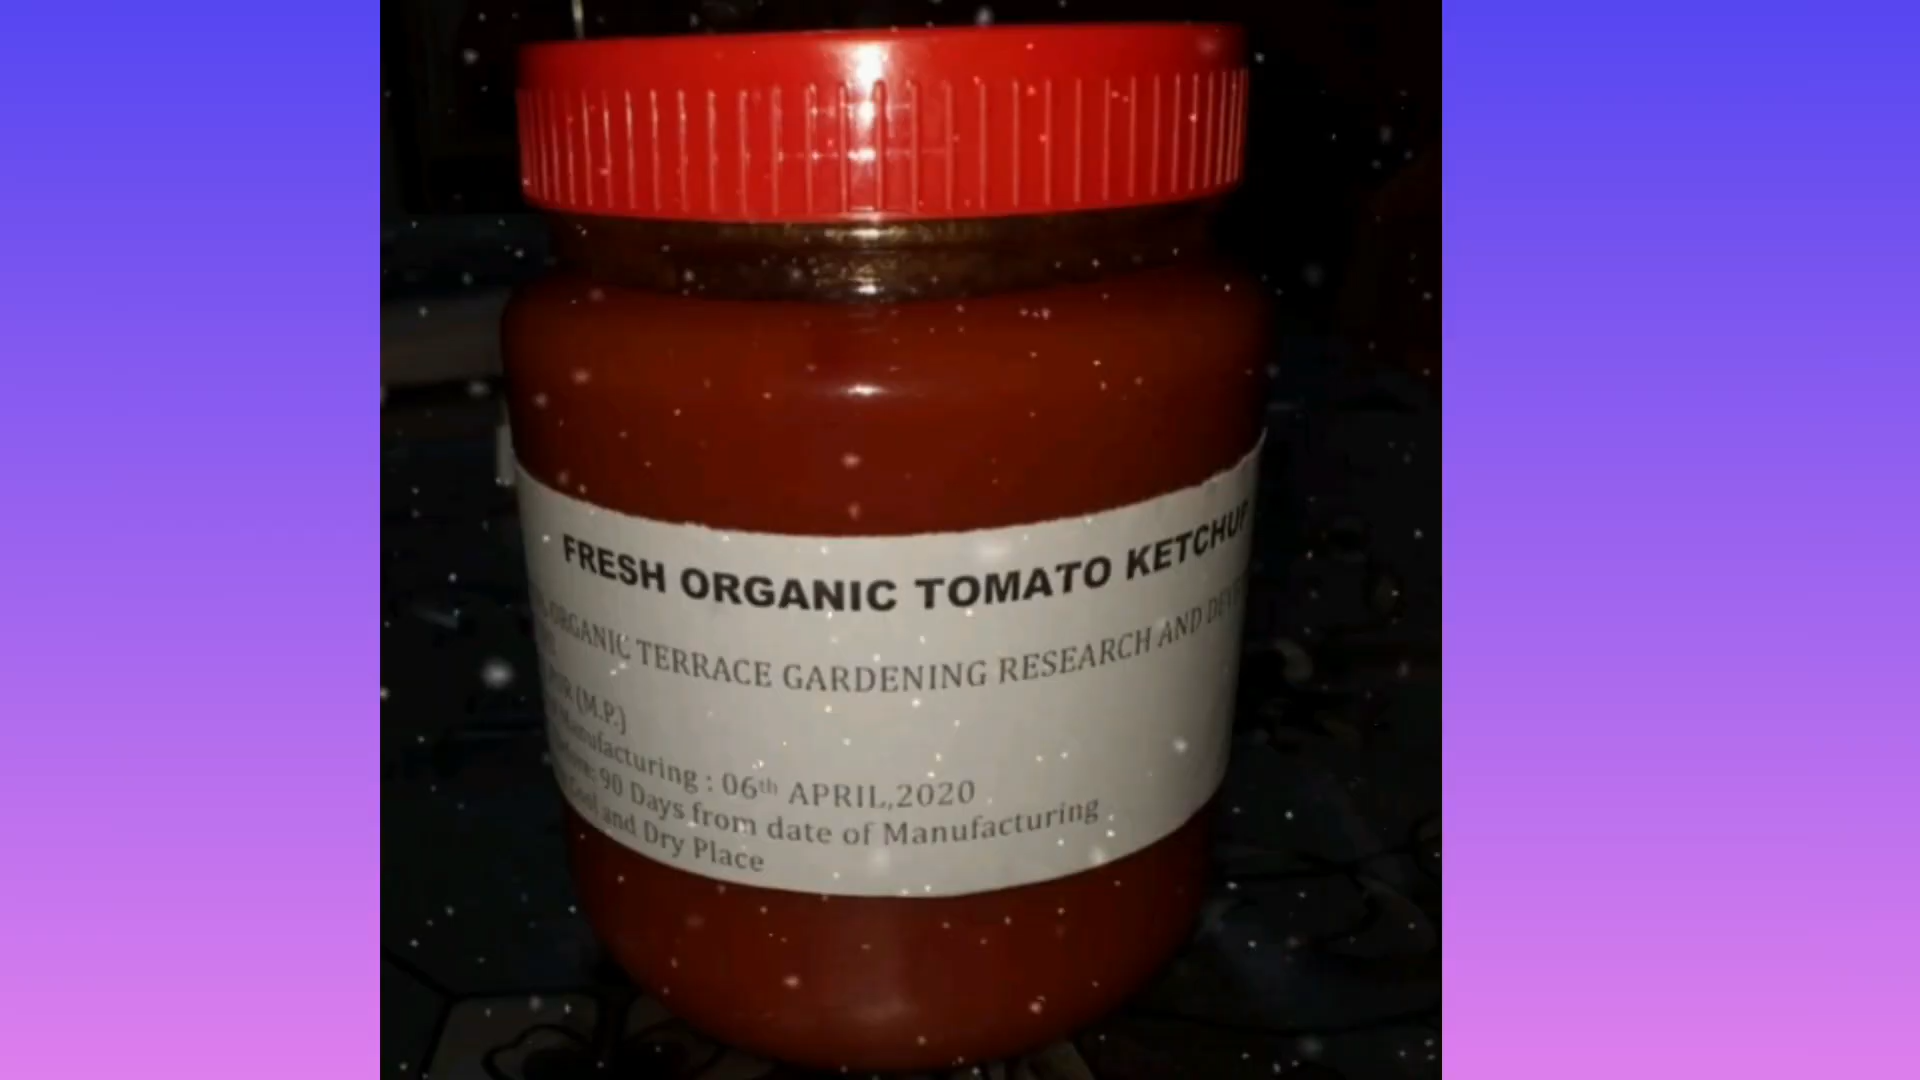 FRESH ORGANIC TOMATO KETCHUP
ORGANIC TERRACE GARDENING RESEARCH AND
(M.P.)
Manufacturing : 06th APRIL,2020
90 Days from date of Manufacturing
Cool and Dry Place